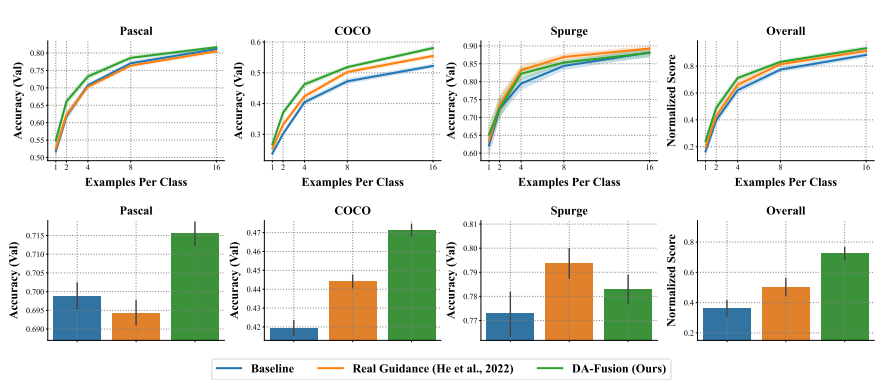 Pascal COCO Spurge Overall
Accuracy (Val)
0.80
0.75
0.70
0.65
0.60
0.55
0.50
1 2 4 8 16
Examples Per Class
Accuracy (Val)
0.6
0.5
0.4
0.3
1 2 4 8 16
Examples Per Class
Accuracy (Val)
0.90
0.85
0.80
0.75
0.70
0.65
0.60
1 2 4 8 16
Examples Per Class
Normalized Score
0.8
0.6
0.4
0.2
1 2 4 8 16
Examples Per Class
Pascal COCO Spurge Overall
Accuracy (Val)
0.715
0.710
0.705
0.700
0.695
0.690
Accuracy (Val)
0.47
0.46
0.45
0.44
0.43
0.42
Accuracy (Val)
0.81
0.80
0.79
0.78
0.77
Normalized Score
0.8
0.6
0.4
0.2
Baseline Real Guidance (He et al., 2022) DA-Fusion (Ours)